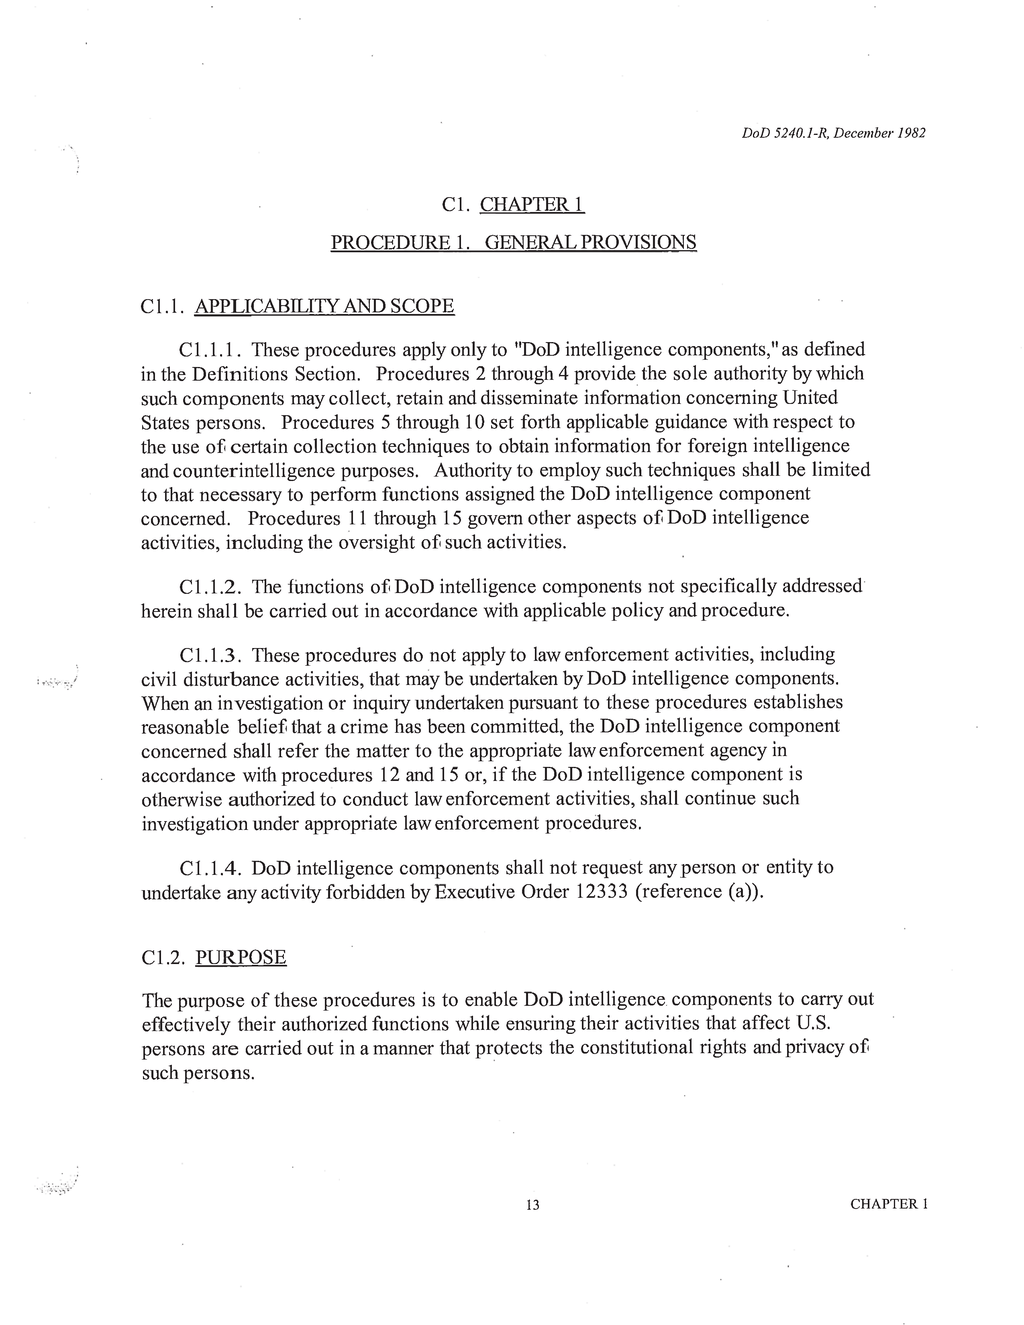 DoD 5240.1-R, December 1982
C1. CHAPTER 1
PROCEDURE 1. GENERAL PROVISIONS
C1.1. APPLICABILITY AND SCOPE
C1.1.1. These procedures apply only to "DoD intelligence components," as defined
in the Definitions Section. Procedures 2 through 4 provide the sole authority by which
such components may collect, retain and disseminate information concerning United
States persons. Procedures 5 through 10 set forth applicable guidance with respect to
the use of certain collection techniques to obtain information for foreign intelligence
and counterintelligence purposes. Authority to employ such techniques shall be limited
to that necessary to perform functions assigned the DoD intelligence component
concerned. Procedures 11 through 15 govern other aspects of DoD intelligence
activities, including the oversight of such activities.
C1.1.2. The functions of DoD intelligence components not specifically addressed
herein shall be carried out in accordance with applicable policy and procedure.
C1.1.3. These procedures do not apply to law enforcement activities, including
civil disturbance activities, that may be undertaken by DoD intelligence components.
When an investigation or inquiry undertaken pursuant to these procedures establishes
reasonable belief that a crime has been committed, the DoD intelligence component
concerned shall refer the matter to the appropriate law enforcement agency in
accordance with procedures 12 and 15 or, if the DoD intelligence component is
otherwise authorized to conduct law enforcement activities, shall continue such
investigation under appropriate law enforcement procedures.
C1.1.4. DoD intelligence components shall not request any person or entity to
undertake any activity forbidden by Executive Order 12333 (reference (a)).
C1.2. PURPOSE
The purpose of these procedures is to enable DoD intelligence components to carry out
effectively their authorized functions while ensuring their activities that affect U.S.
persons are carried out in a manner that protects the constitutional rights and privacy of
such persons.
13
CHAPTER 1